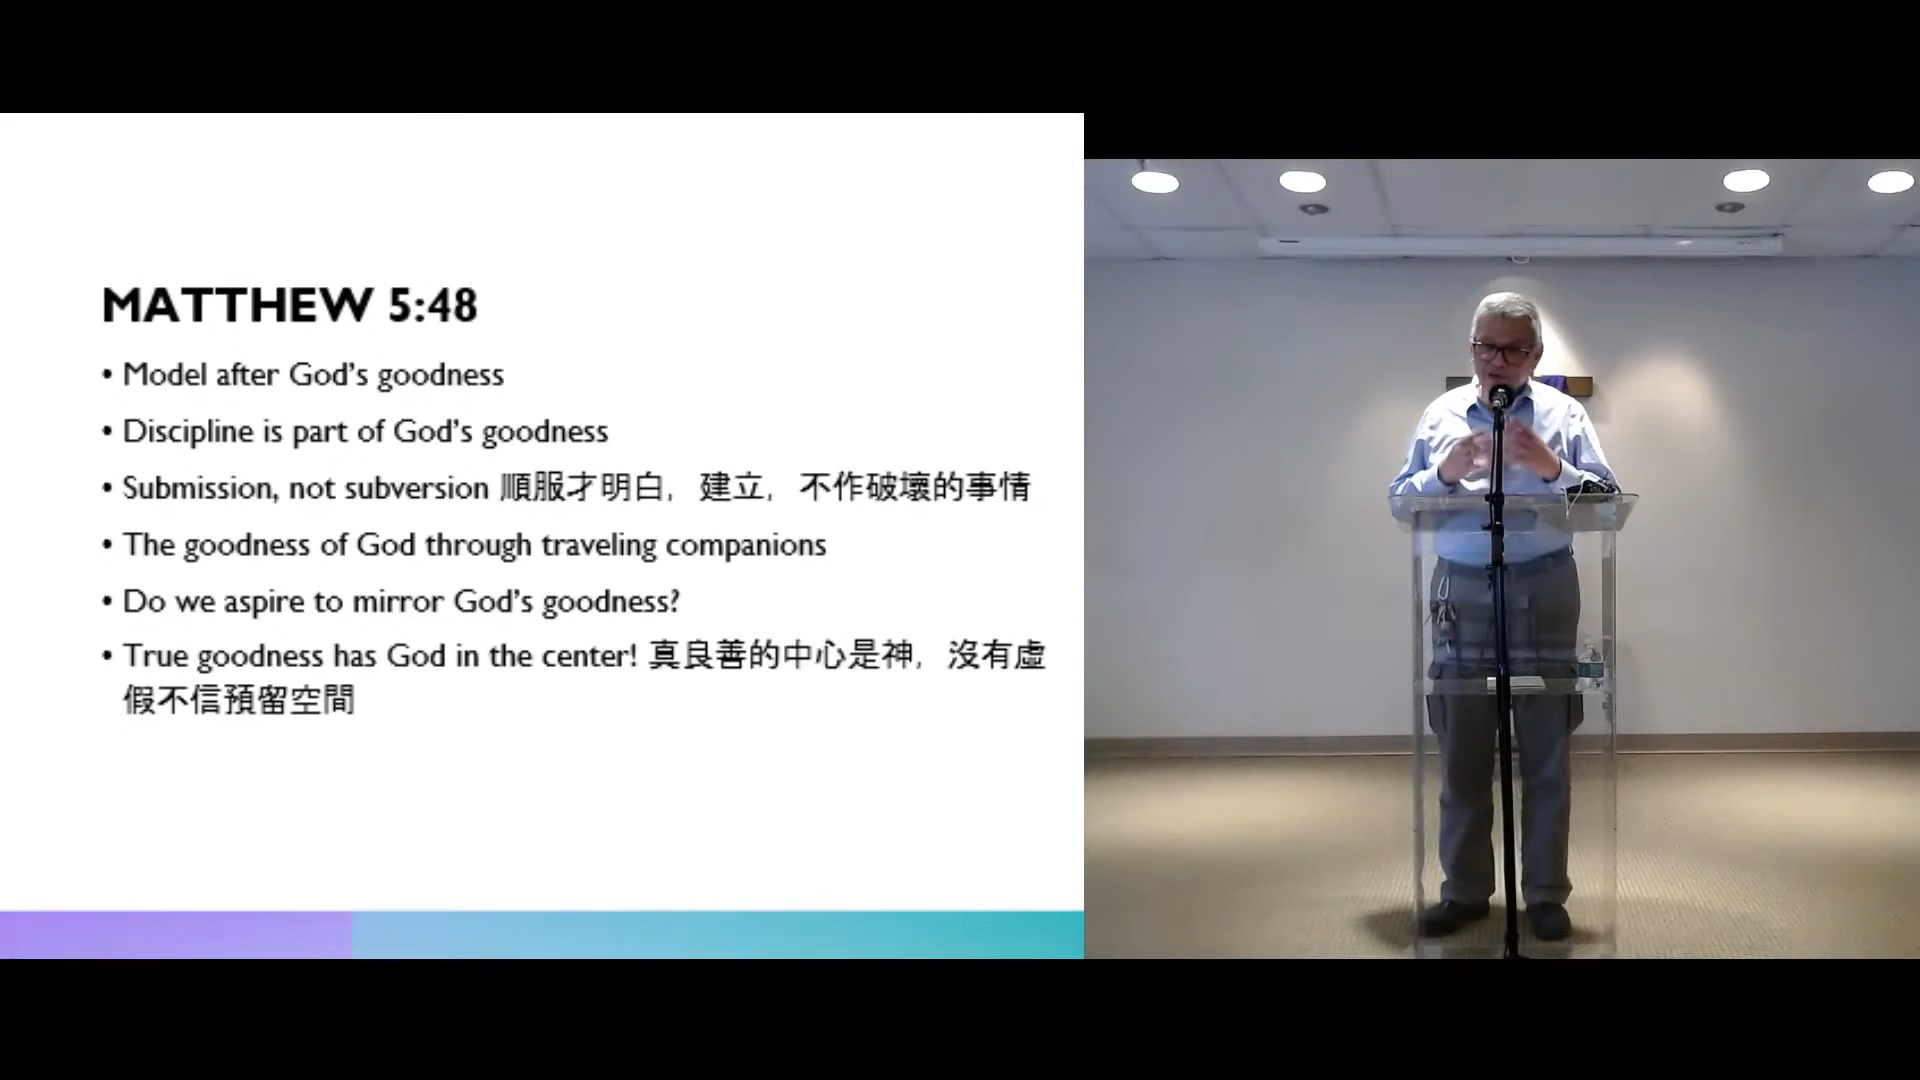 MATTHEW 5:48
• Model after God's goodness
• Discipline is part of God's goodness
• Submission, not subversion 順服才明白，建立，不作破壞的事情
• The goodness of God through traveling companions
• Do we aspire to mirror God's goodness?
• True goodness has God in the center! 真良善的中心是神，沒有虛
假不信預留空間